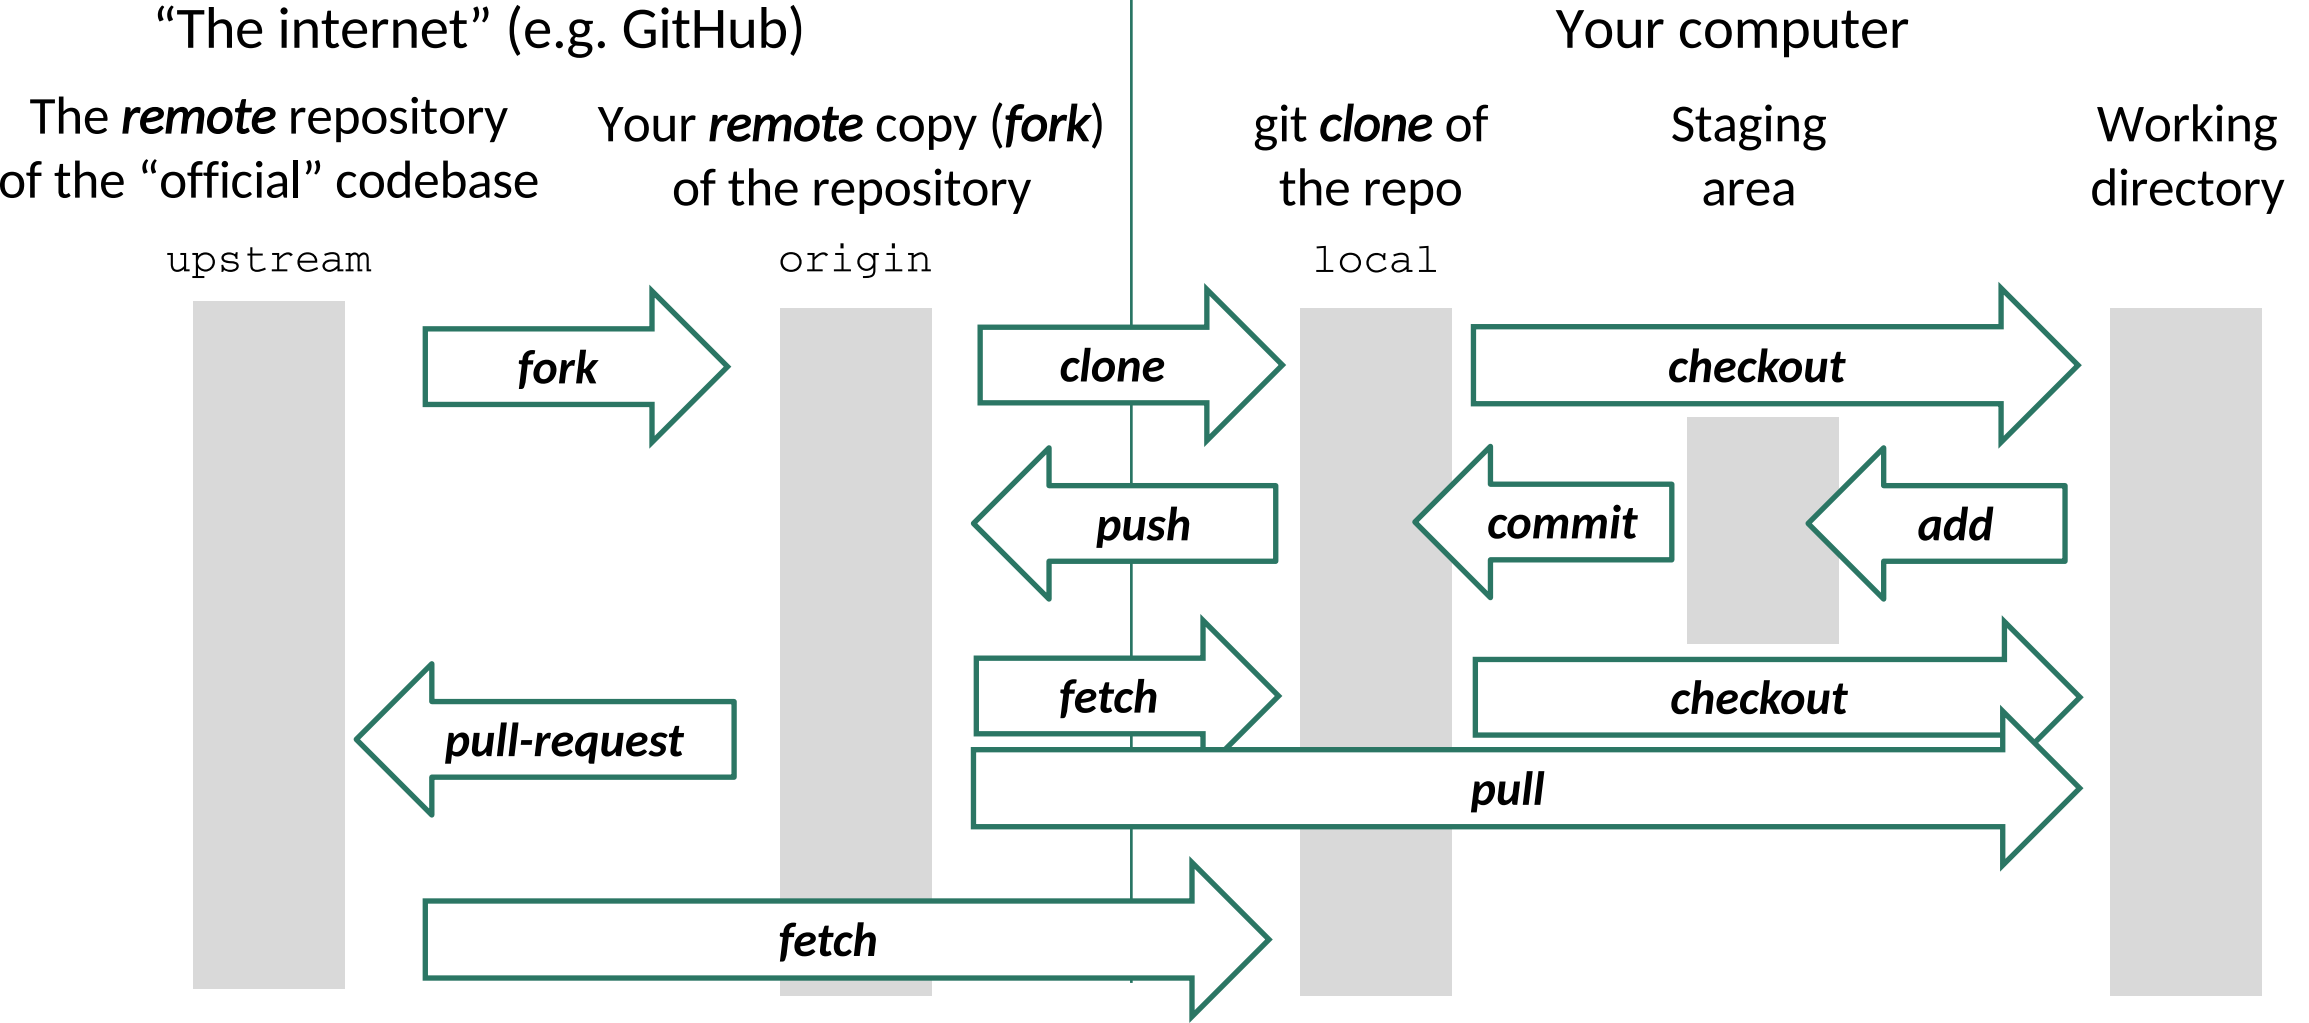 “The internet” (e.g. GitHub)
Your computer
The remote repository
of the “official” codebase
Your remote copy (fork)
of the repository
git clone of
the repo
Staging
area
Working
directory
upstream
origin
local
fork
clone
checkout
push
commit
add
fetch
checkout
pull-request
pull
fetch